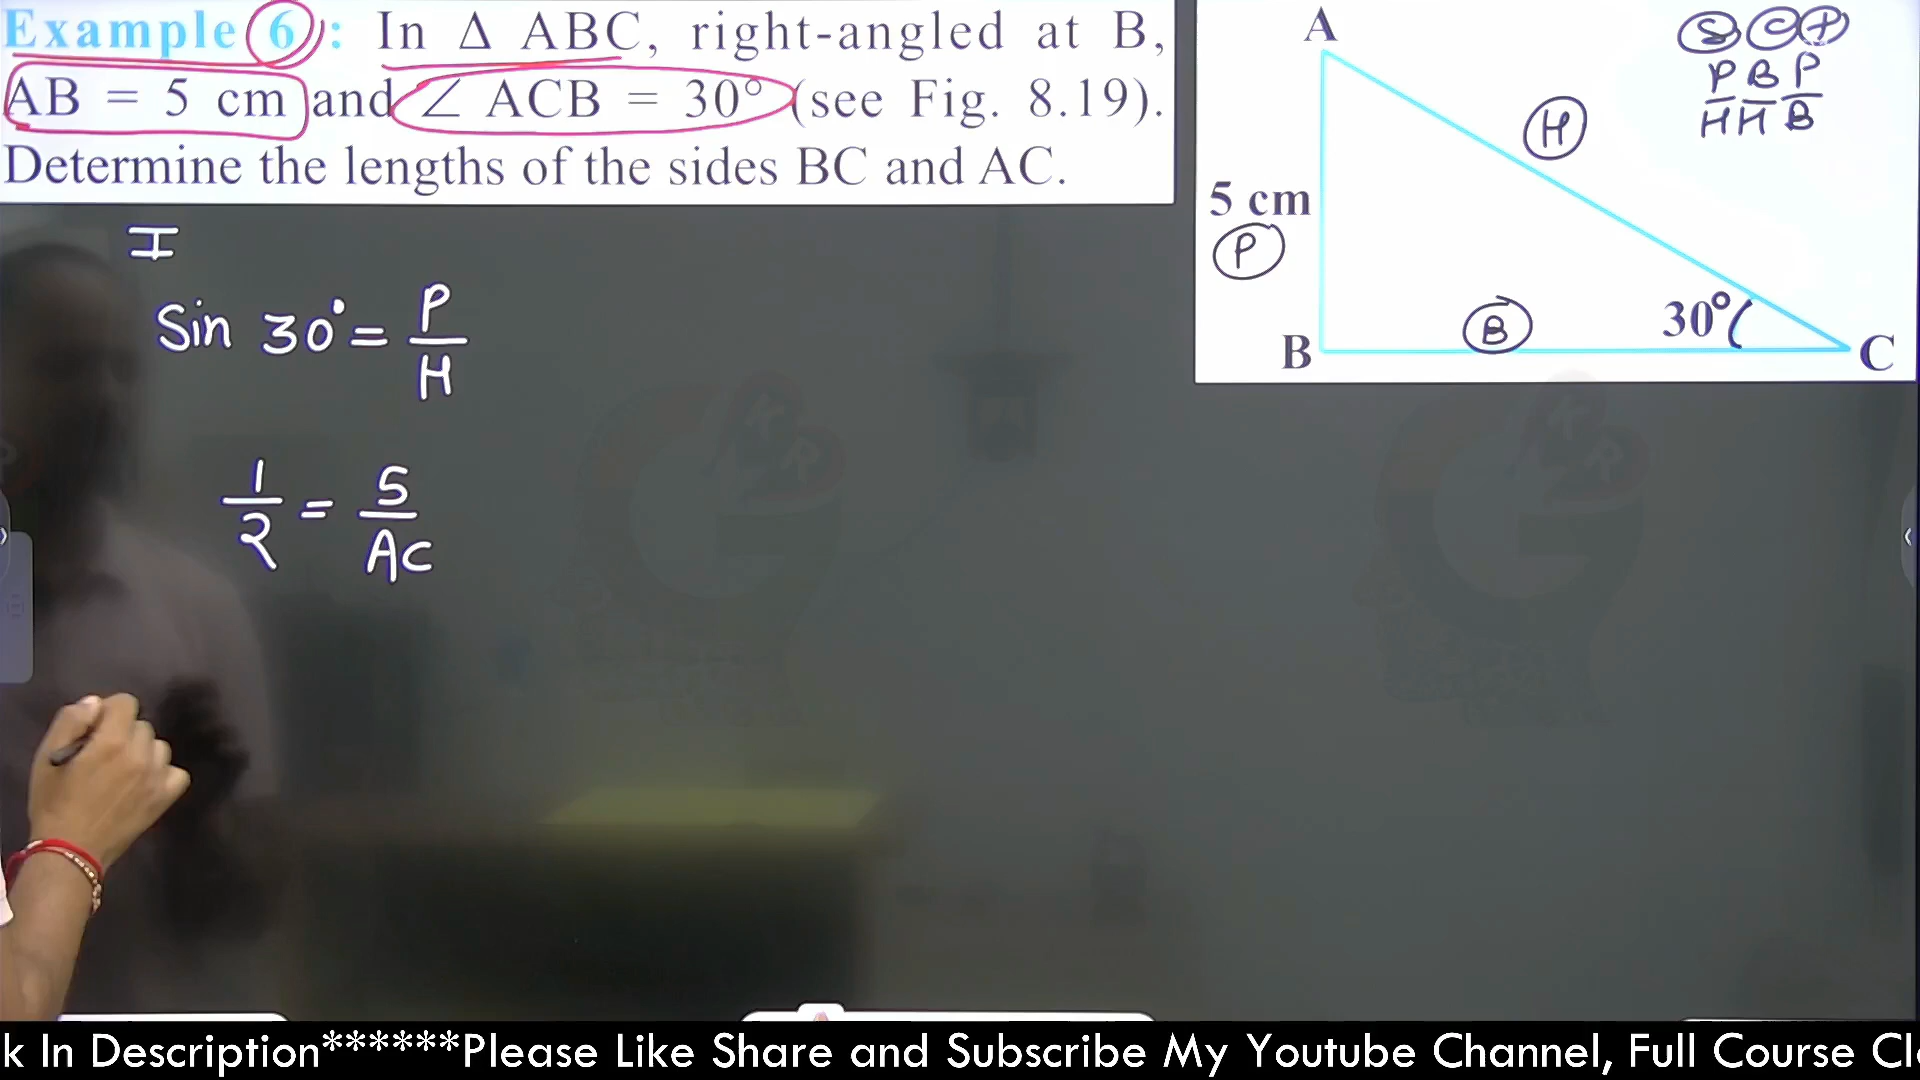 Example 6 : In Δ ABC, right-angled at B,
AB = 5 cm and ∠ ACB = 30° (see Fig. 8.19).
Determine the lengths of the sides BC and AC.
A
S C T
P B P
H H B
H
5 cm
P
B
B
30°
C
I
Sin 30° = P/H
1/2 = 5/AC
k In Description******Please Like Share and Subscribe My Youtube Channel, Full Course Cl